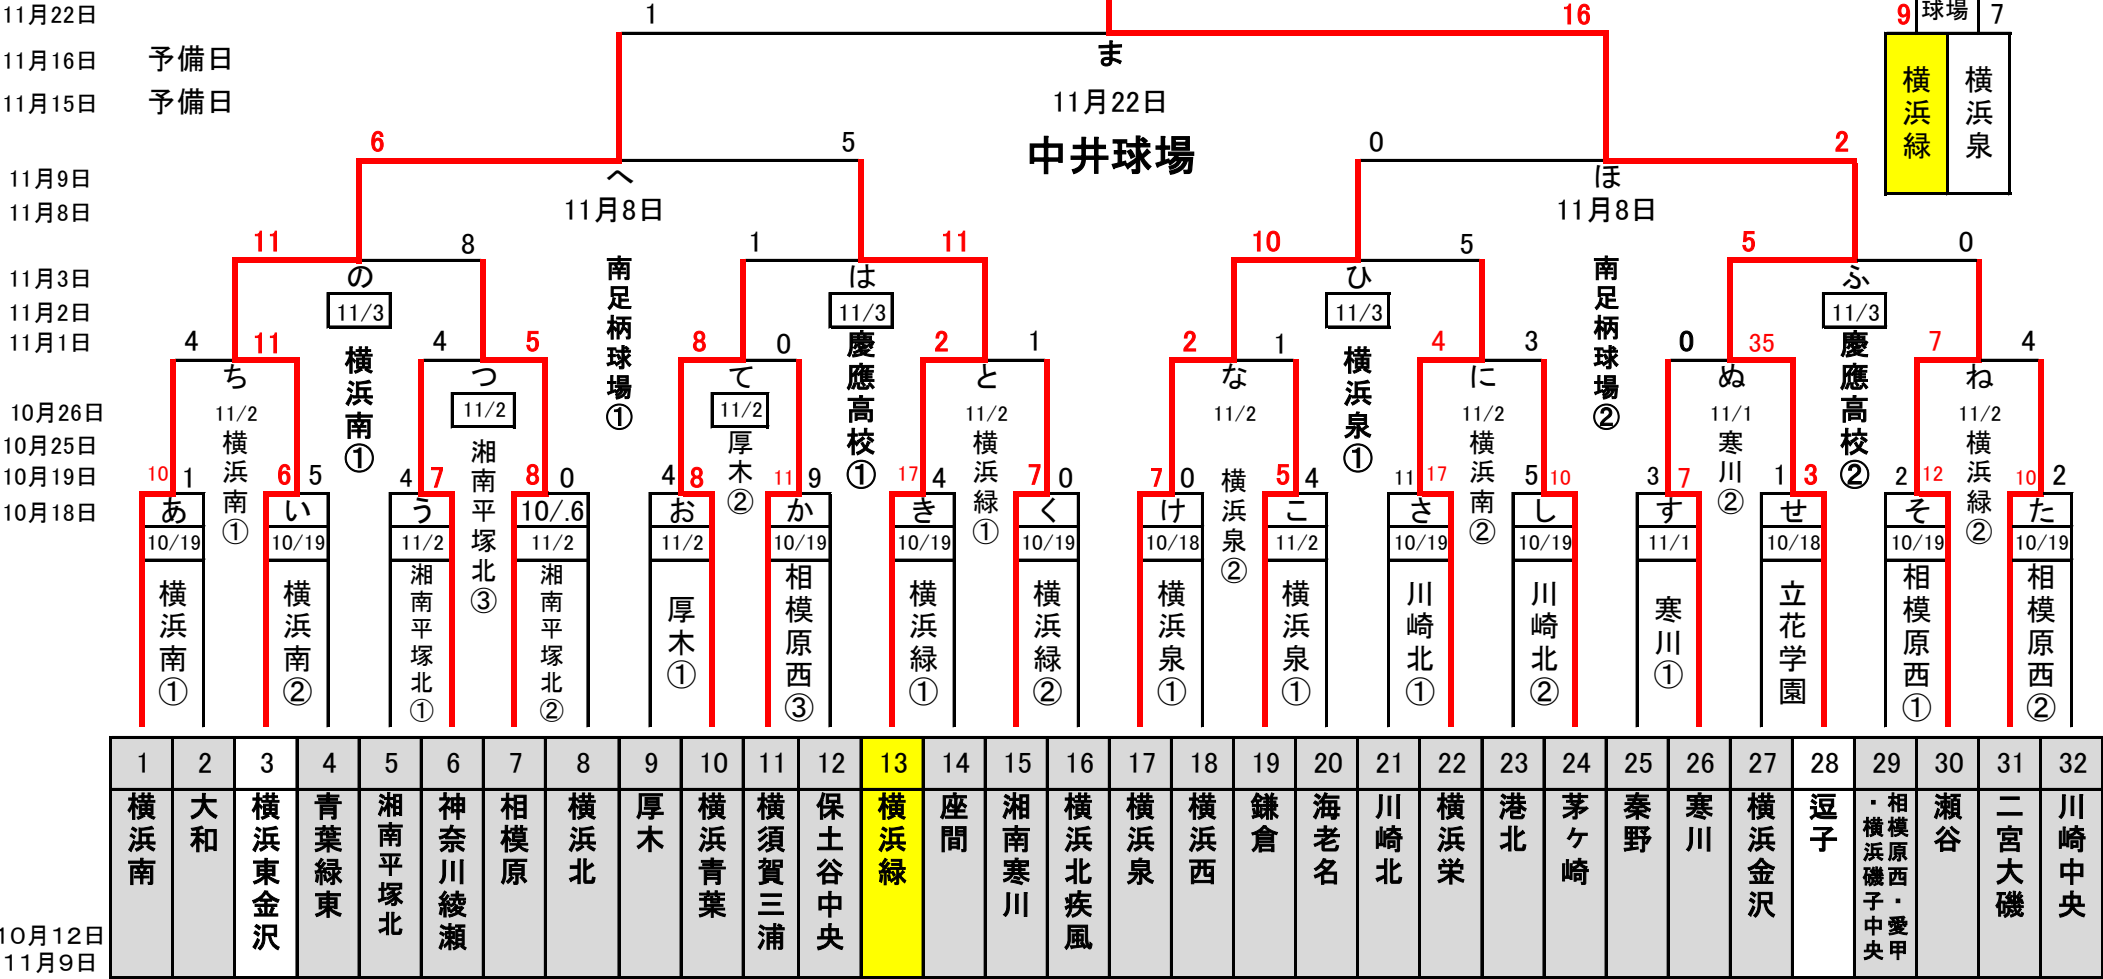 11月22日
1
16
9
球場
7
11月16日
予備日
ま
11月15日
予備日
11月22日
横浜緑
横浜泉
6
5
中井球場
0
2
11月9日
へ
ほ
11月8日
11月8日
11月8日
11
8
1
11
10
5
5
0
11月3日
の
は
ひ
ふ
11月2日
11/3
11/3
11/3
11/3
横浜南①
南足柄球場①
慶應高校①
横浜泉①
南足柄球場②
慶應高校②
11月1日
4
11
4
5
8
0
2
1
2
1
4
3
0
35
7
4
ち
つ
て
と
な
に
ぬ
ね
10月26日
11/2
11/2
11/2
11/2
11/2
11/2
11/1
11/2
横浜南①
湘南平塚北③
厚木②
横浜緑①
横浜泉②
横浜南②
寒川②
横浜緑②
10月25日
10月19日
10
1
6
5
4
7
8
0
4
8
11
9
17
4
7
0
7
0
5
4
11
17
5
10
3
7
1
3
2
12
10
2
10月18日
あ
い
う
10/.6
お
か
き
く
け
こ
さ
し
す
せ
そ
た
10/19
10/19
11/2
11/2
11/2
10/19
10/19
10/19
10/18
11/2
10/19
10/19
11/1
10/18
10/19
10/19
横浜南①
横浜南②
湘南平塚北①
湘南平塚北②
厚木①
相模原西③
横浜緑①
横浜緑②
横浜泉①
横浜泉①
川崎北①
川崎北②
寒川①
立花学園
相模原西①
相模原西②
1
2
3
4
5
6
7
8
9
10
11
12
13
14
15
16
17
18
19
20
21
22
23
24
25
26
27
28
29
30
31
32
横浜南
大和
横浜東金沢
青葉緑東
湘南平塚北
神奈川綾瀬
相模原
横浜北
厚木
横浜青葉
横須賀三浦
保土谷中央
横浜緑
座間
湘南寒川
横浜北疾風
横浜泉
横浜西
鎌倉
海老名
川崎北
横浜栄
港北
茅ヶ崎
秦野
寒川
横浜金沢
逗子
相模原西・愛甲
・横浜磯子中央
瀬谷
二宮大磯
川崎中央
10月12日
11月9日